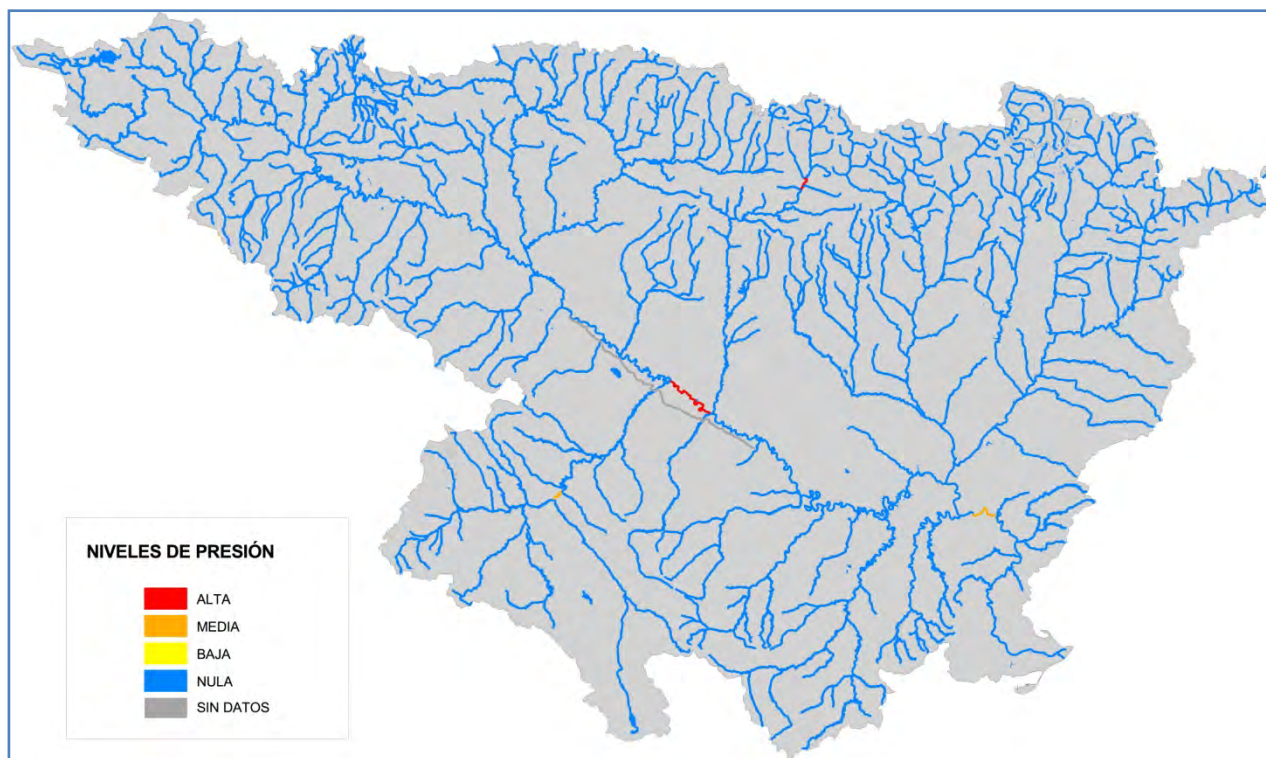 NIVELES DE PRESIÓN
ALTA
MEDIA
BAJA
NULA
SIN DATOS